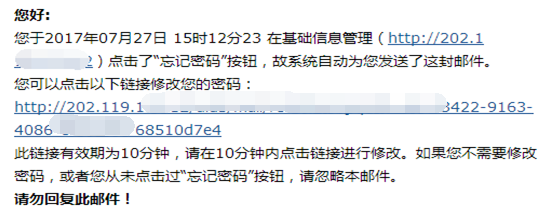 您好:
您于2017年07月27日 15时12分23 在基础信息管理（http://202.1
）点击了“忘记密码”按钮，故系统自动为您发送了这封邮件。
您可以点击以下链接修改您的密码：
http://202.119.1 3422-9163-
4086- 68510d7e4
此链接有效期为10分钟，请在10分钟内点击链接进行修改。如果您不需要修改
密码，或者您从未点击过“忘记密码”按钮，请忽略本邮件。
请勿回复此邮件！